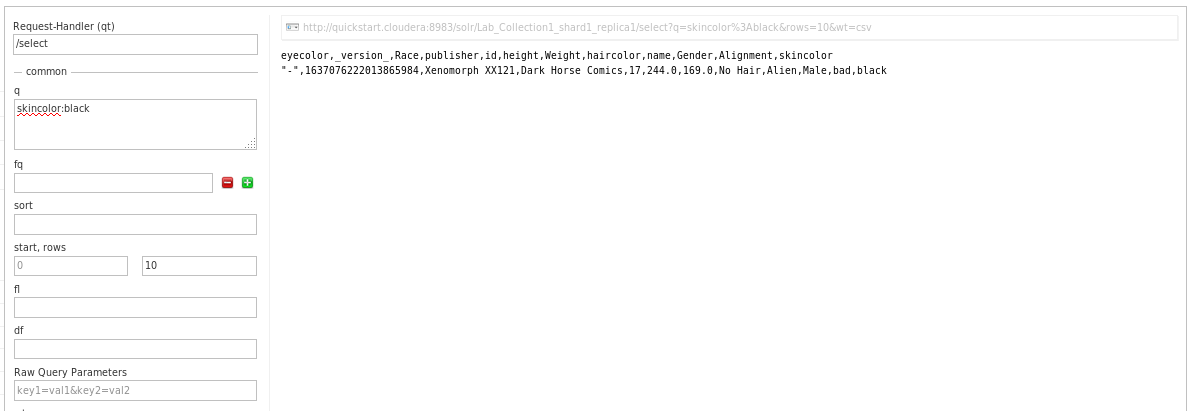 Request-Handler (qt)
/select
common
q
skincolor:black
fq
sort
start, rows
0
10
fl
df
Raw Query Parameters
key1=val1&key2=val2
http://quickstart.cloudera:8983/solr/Lab_Collection1_shard1_replica1/select?q=skincolor%3Ablack&rows=10&wt=csv
eyecolor,_version_,Race,publisher,id,height,Weight,haircolor,name,Gender,Alignment,skincolor
"-",1637076222013865984,Xenomorph XX121,Dark Horse Comics,17,244.0,169.0,No Hair,Alien,Male,bad,black